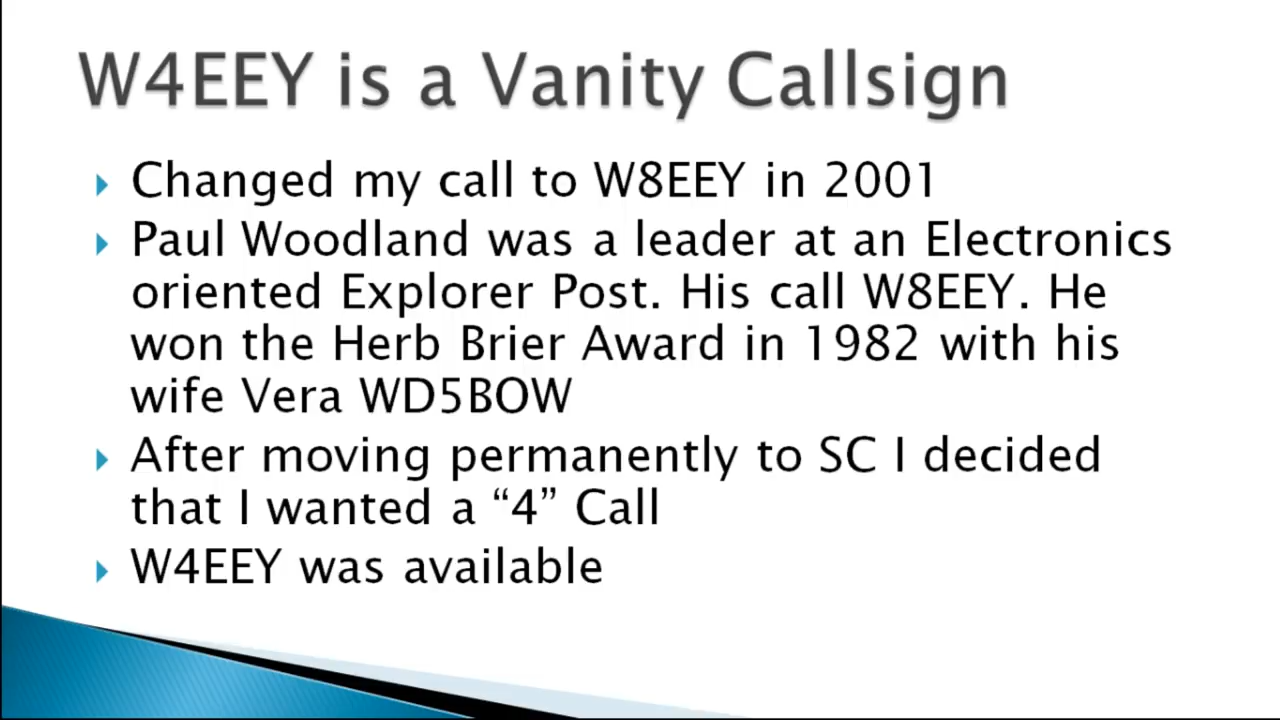 W4EEY is a Vanity Callsign
Changed my call to W8EEY in 2001
Paul Woodland was a leader at an Electronics
oriented Explorer Post. His call W8EEY. He
won the Herb Brier Award in 1982 with his
wife Vera WD5BOW
After moving permanently to SC I decided
that I wanted a “4” Call
W4EEY was available